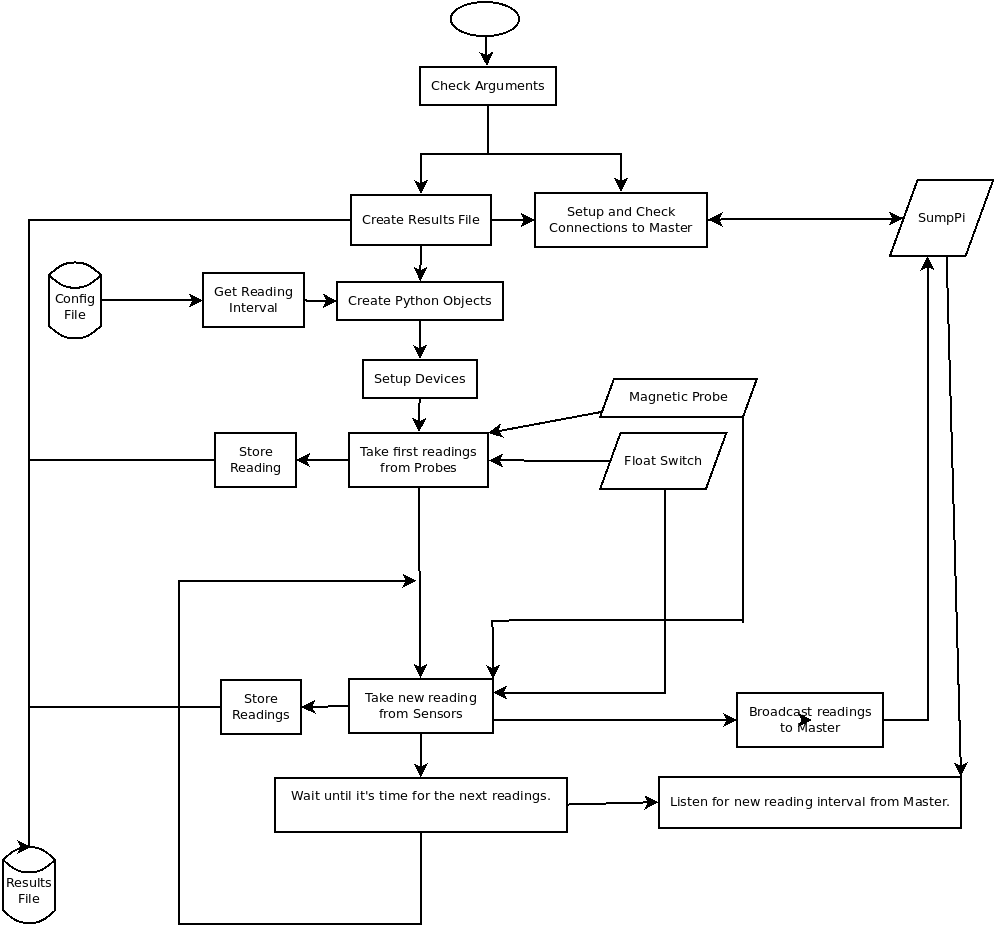 Check Arguments
Create Results File
Setup and Check
Connections to Master
SumpPi
Config
File
Get Reading
Interval
Create Python Objects
Setup Devices
Magnetic Probe
Store
Reading
Take first readings
from Probes
Float Switch
Store
Readings
Take new reading
from Sensors
Broadcast readings
to Master
Wait until it's time for the next readings.
Listen for new reading interval from Master.
Results
File